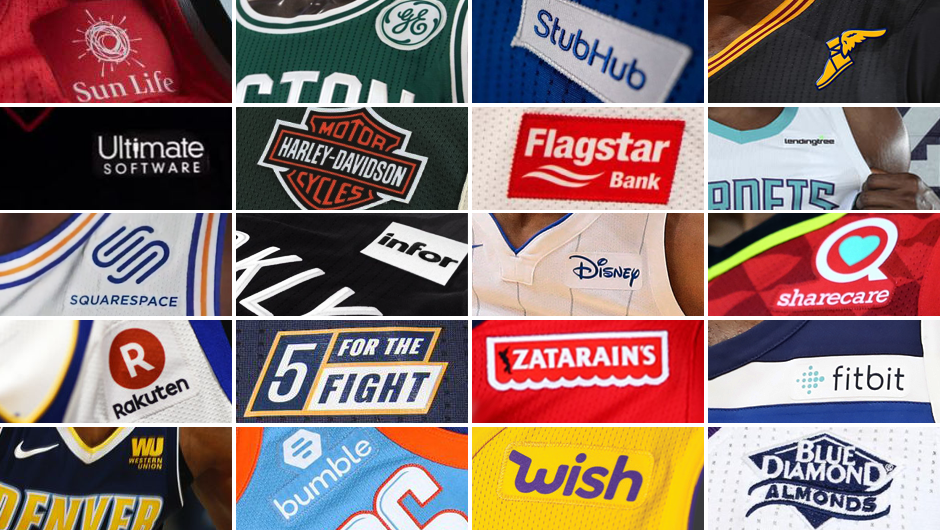 Sun Life
GE
CTON
StubHub
Ultimate
SOFTWARE
MOTOR
HARLEY-DAVIDSON
CYCLES
Flagstar
Bank
lendingtree
RNETS
SQUARESPACE
KLY
infor
Disney
sharecare
R
Rakuten
5 FOR THE
FIGHT
ZATARAIN'S
fitbit
WU
WESTERN
UNION
DENVER
bumble
wish
BLUE
DIAMOND
ALMONDS